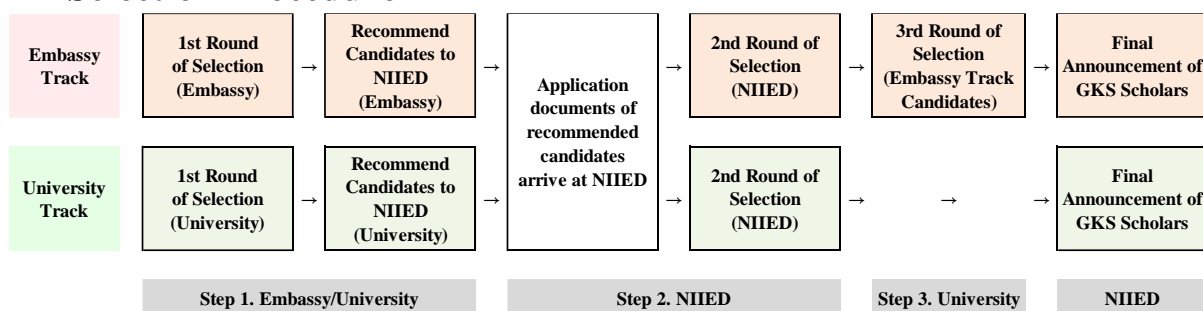 Embassy
Track
1st Round
of Selection
(Embassy)
→
Recommend
Candidates to
NIIED
(Embassy)
→
Application
documents of
recommended
candidates
arrive at NIIED
→
2nd Round of
Selection
(NIIED)
→
3rd Round of
Selection
(Embassy Track
Candidates)
→
Final
Announcement of
GKS Scholars
University
Track
1st Round
of Selection
(University)
→
Recommend
Candidates to
NIIED
(University)
→
→
2nd Round of
Selection
(NIIED)
→
→
→
Final
Announcement of
GKS Scholars
Step 1. Embassy/University
Step 2. NIIED
Step 3. University
NIIED